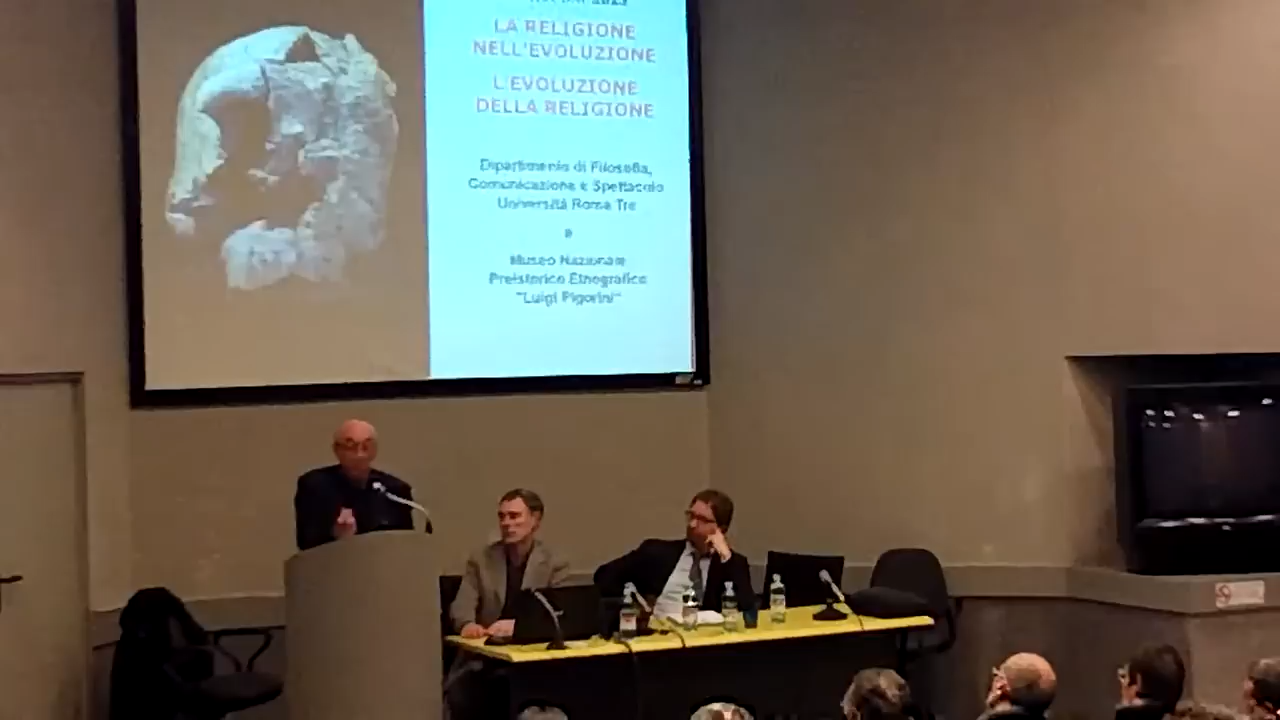 LA RELIGIONE
NELL'EVOLUZIONE
L'EVOLUZIONE
DELLA RELIGIONE
Dipartimento di Filosofia,
Comunicazione e Spettacolo
Università Roma Tre
e
Museo Nazionale
Preistorico Etnografico
"Luigi Pigorini"